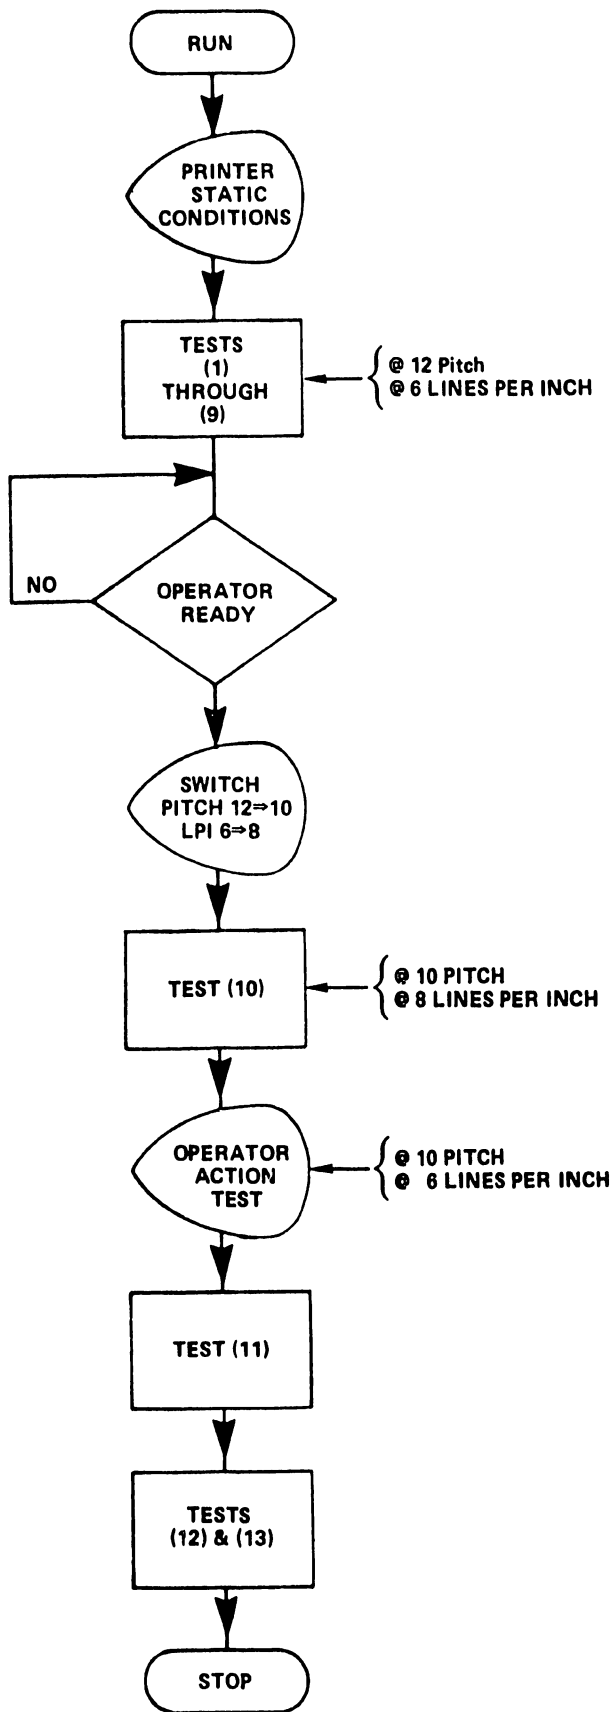 RUN
PRINTER
STATIC
CONDITIONS
TESTS
(1)
THROUGH
(9)
@ 12 Pitch
@ 6 LINES PER INCH
NO
OPERATOR
READY
SWITCH
PITCH 12⇒10
LPI 6⇒8
TEST (10)
@ 10 PITCH
@ 8 LINES PER INCH
OPERATOR
ACTION
TEST
@ 10 PITCH
@ 6 LINES PER INCH
TEST (11)
TESTS
(12) & (13)
STOP